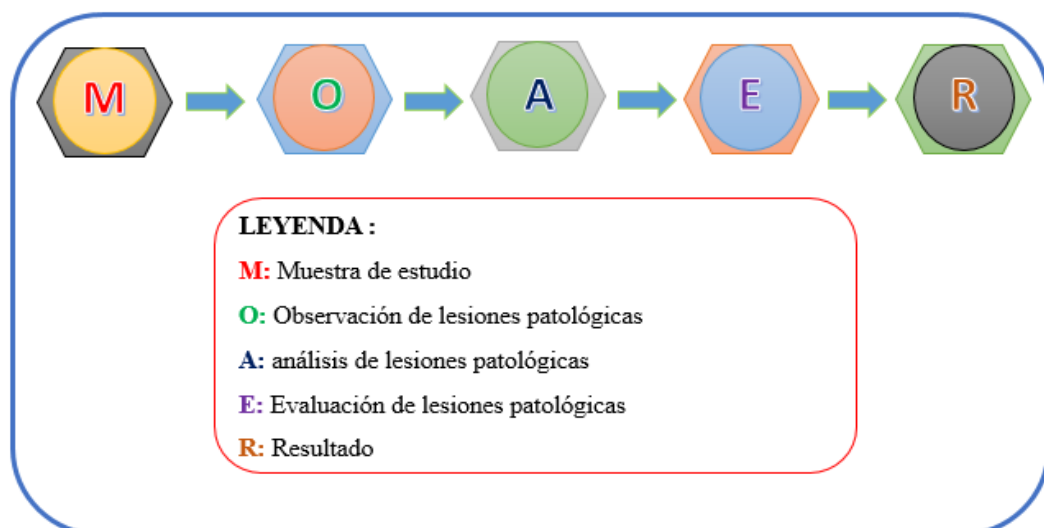 M O A E R
LEYENDA :
M: Muestra de estudio
O: Observación de lesiones patológicas
A: análisis de lesiones patológicas
E: Evaluación de lesiones patológicas
R: Resultado